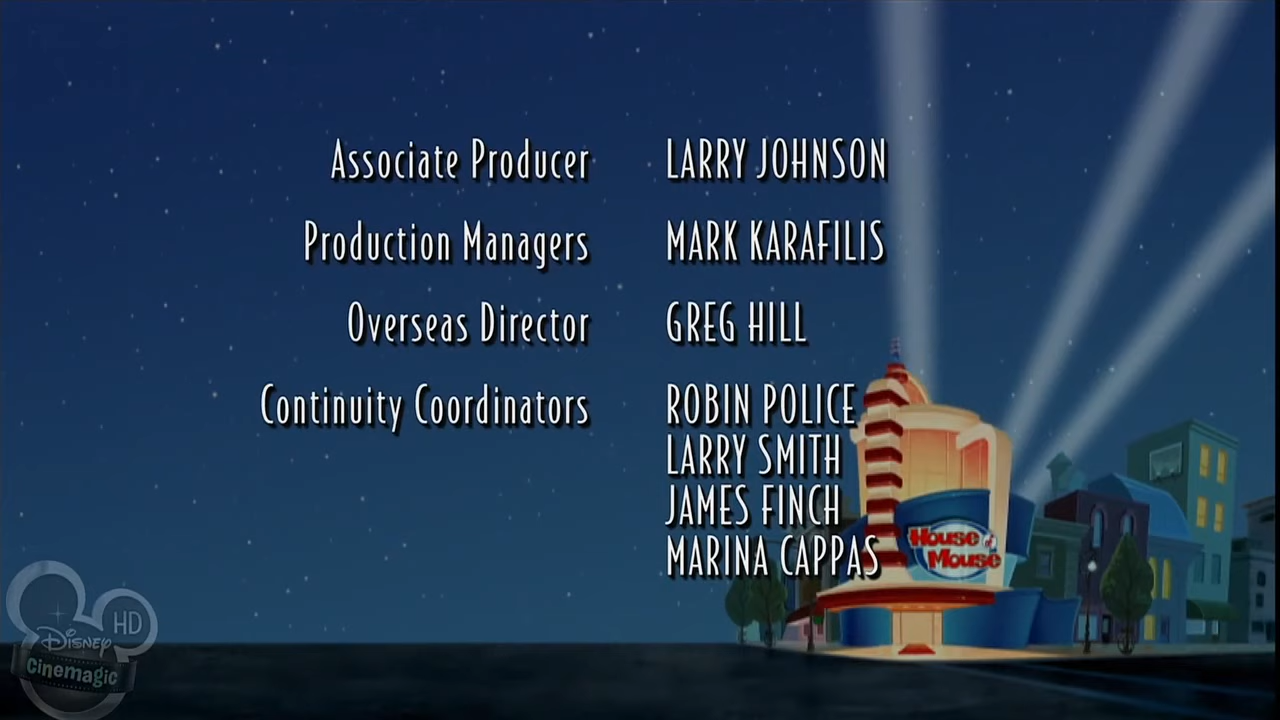 Associate Producer LARRY JOHNSON
Production Managers MARK KARAFILIS
Overseas Director GREG HILL
Continuity Coordinators ROBIN POLICE
LARRY SMITH
JAMES FINCH
MARINA CAPPAS
House of
Mouse
HD
Disney
Cinemagic